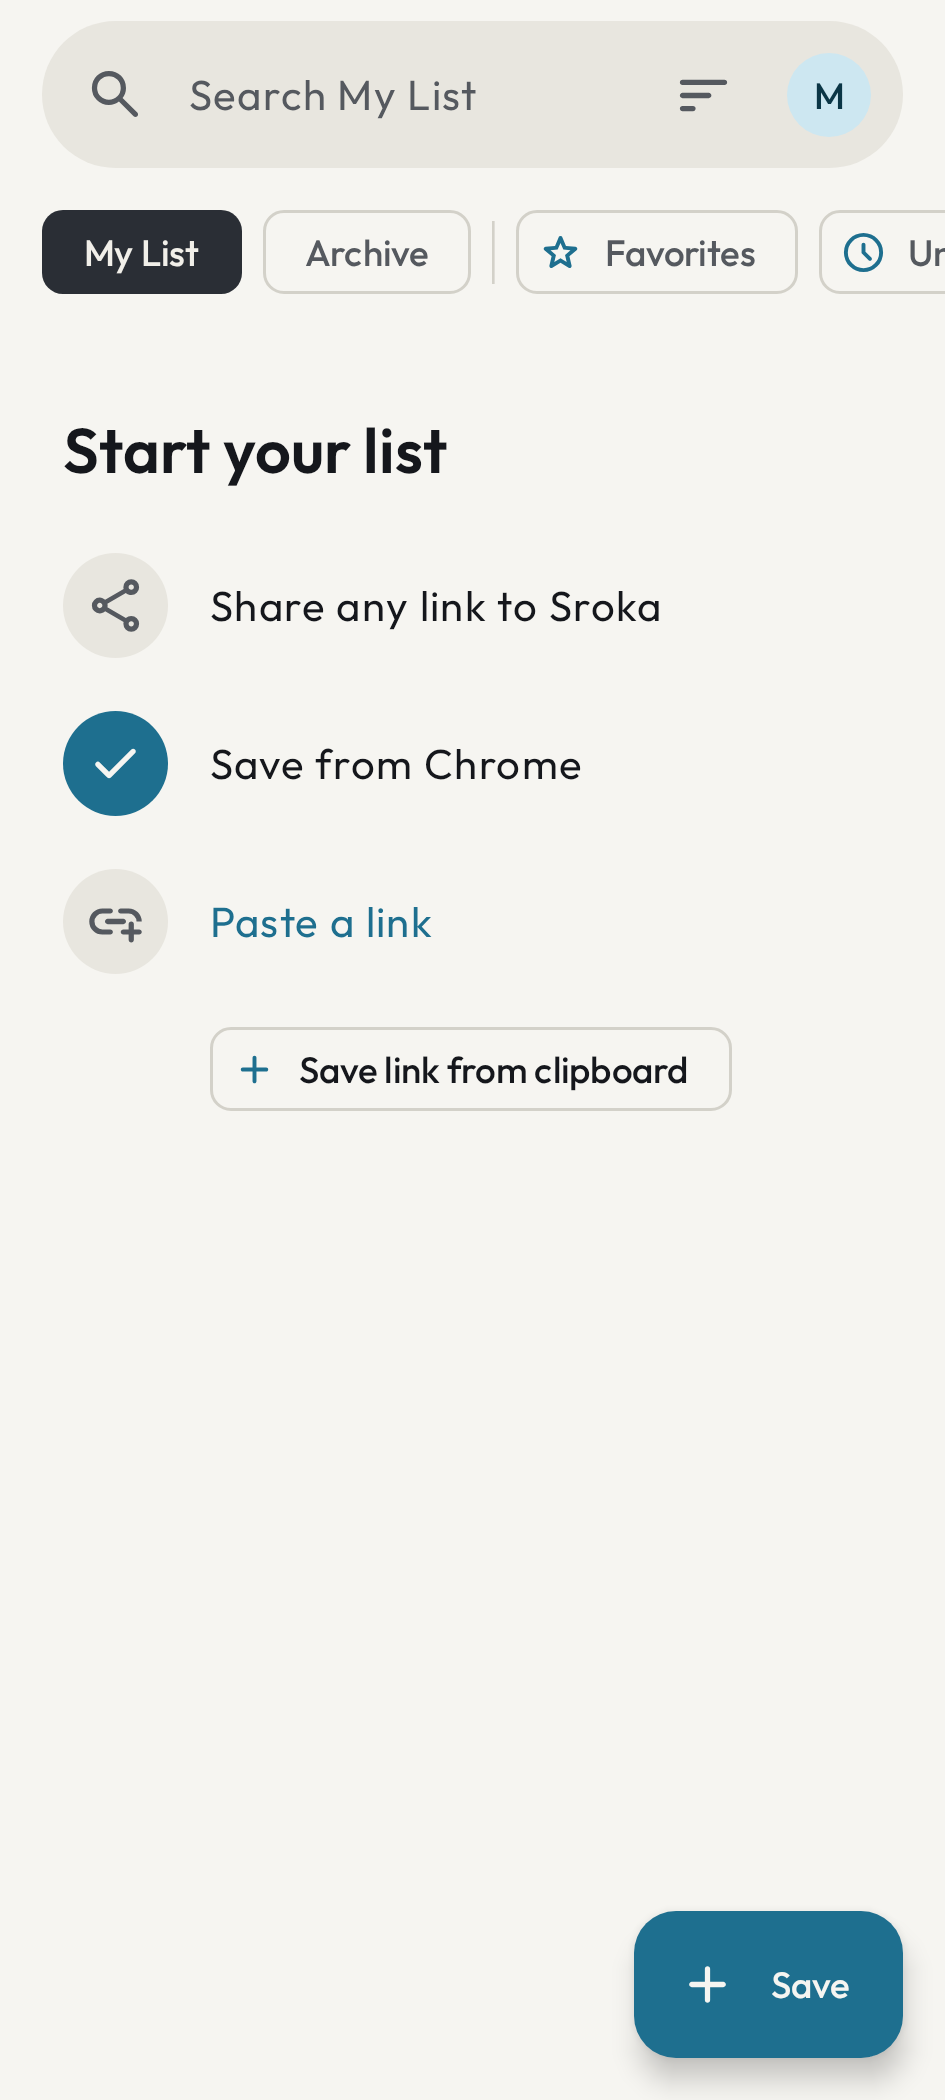 Search My List
M
My List
Archive
Favorites
Start your list
Share any link to Sroka
Save from Chrome
Paste a link
Save link from clipboard
Save